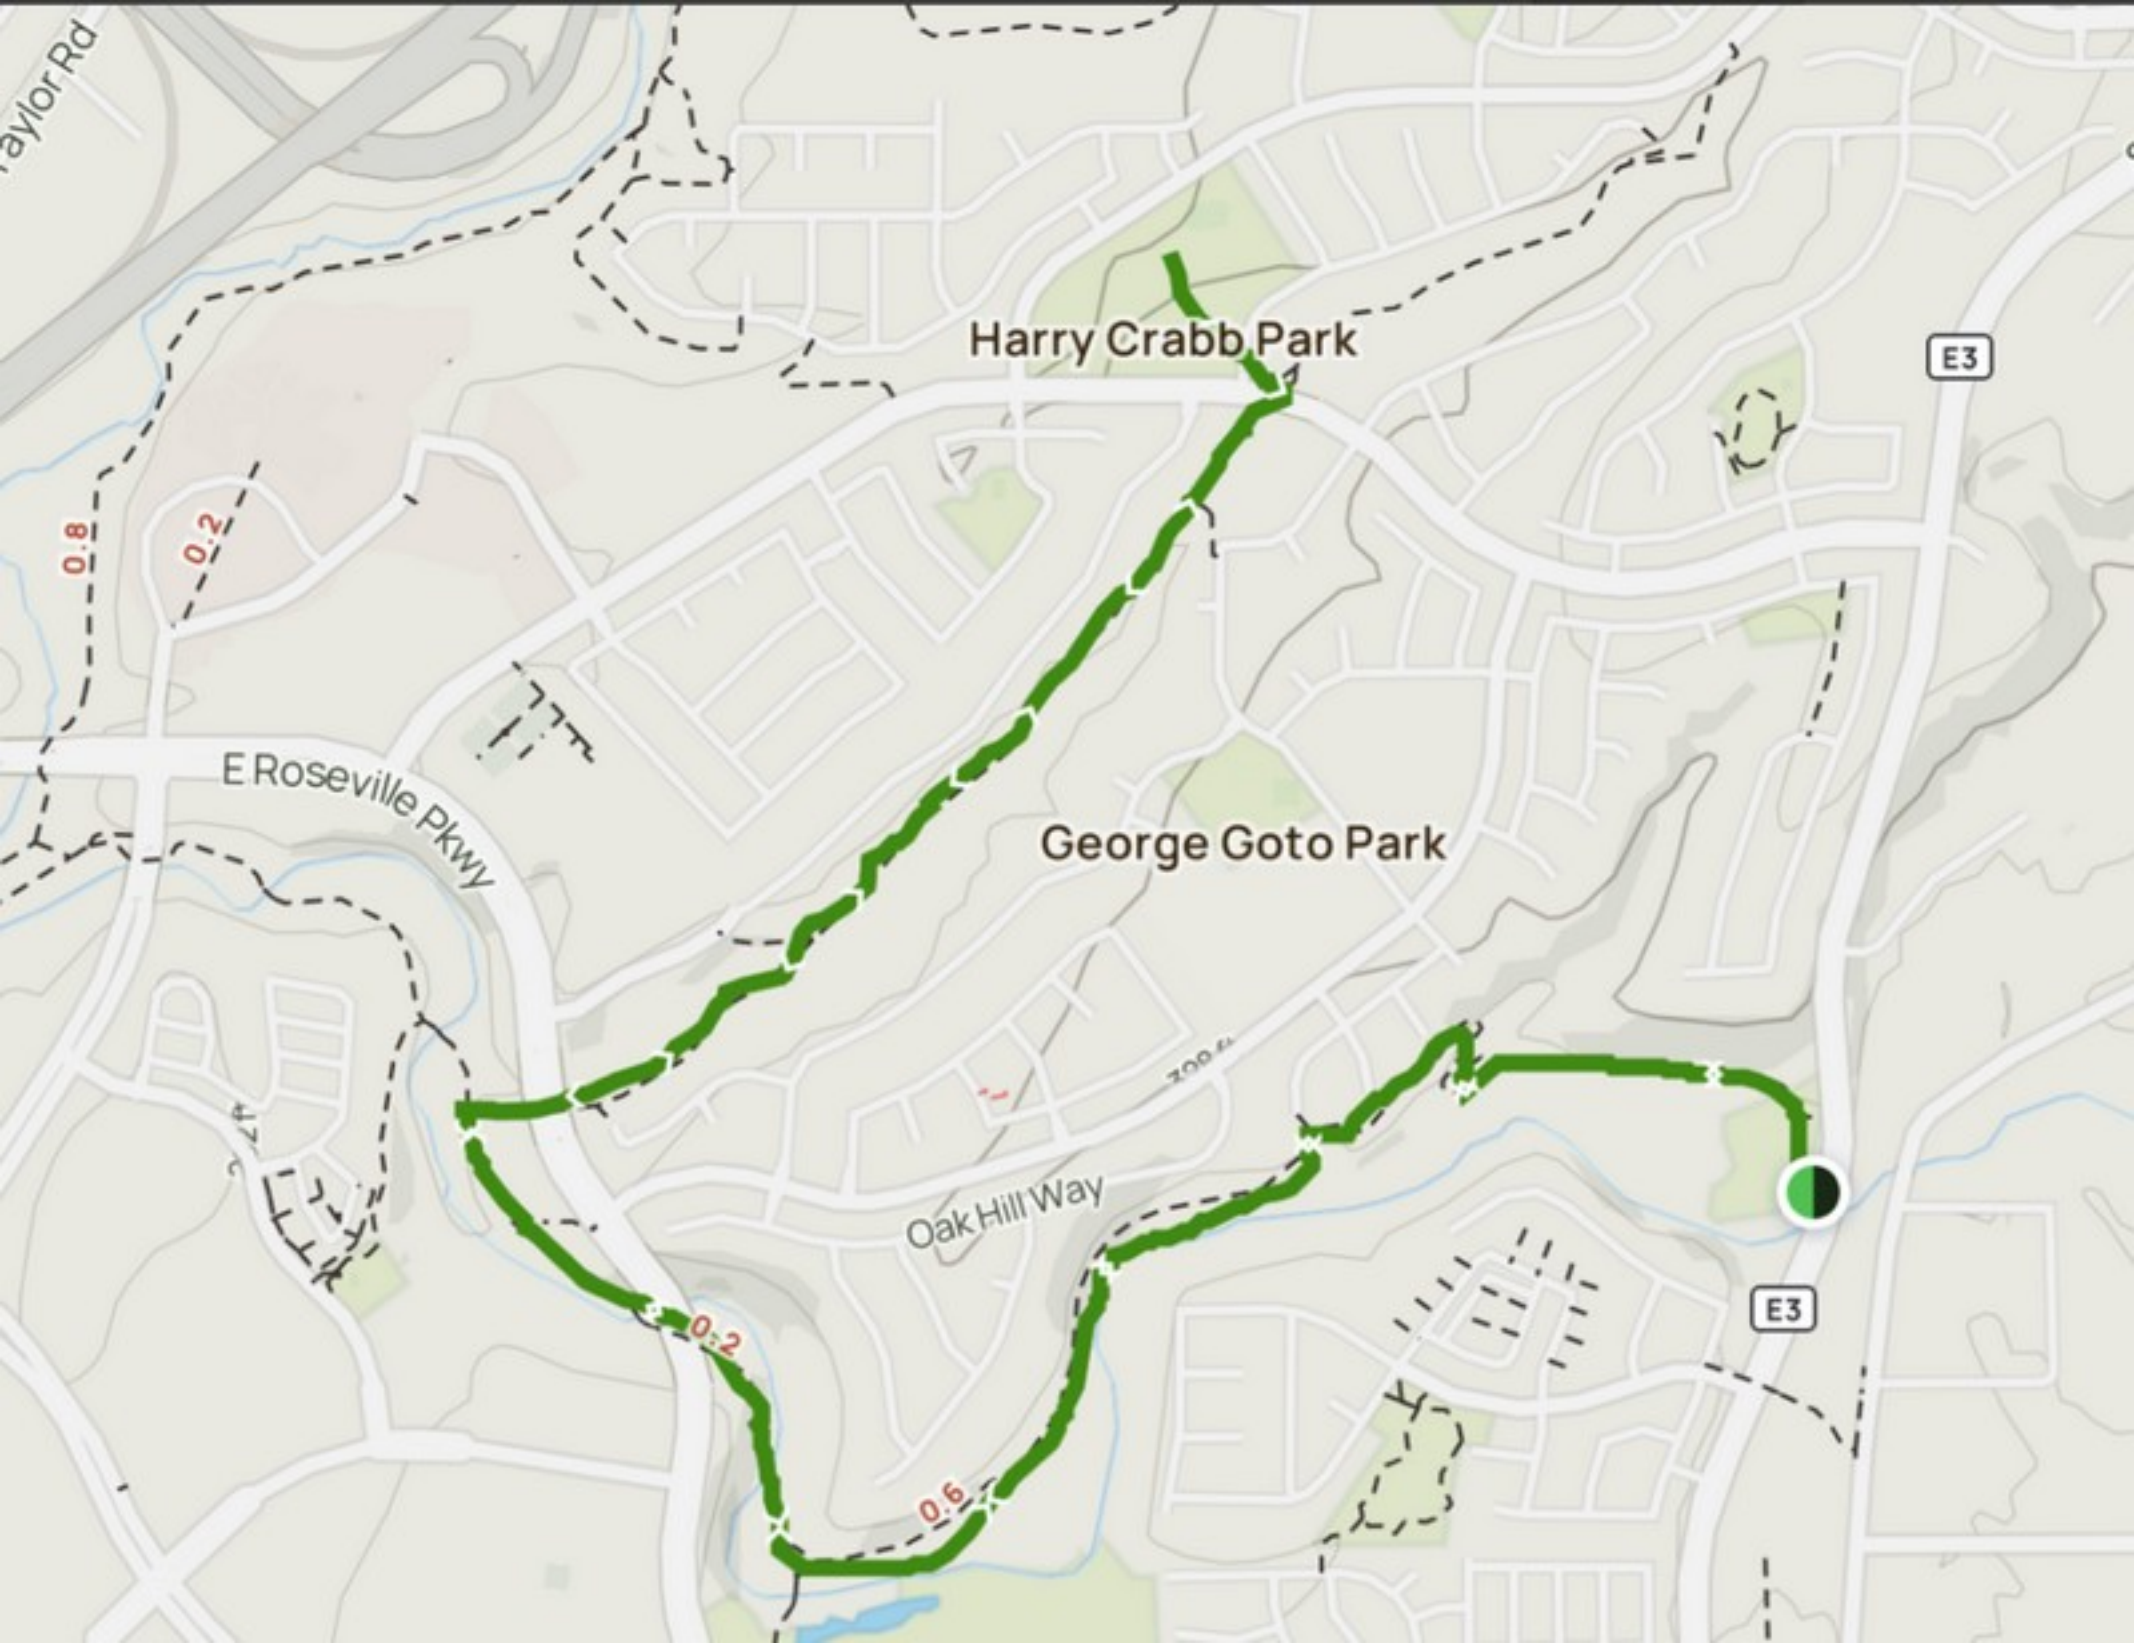 Taylor Rd
Harry Crabb Park
E3
0.8
0.2
E Roseville Pkwy
George Goto Park
Oak Hill Way
E3
0.2
0.6